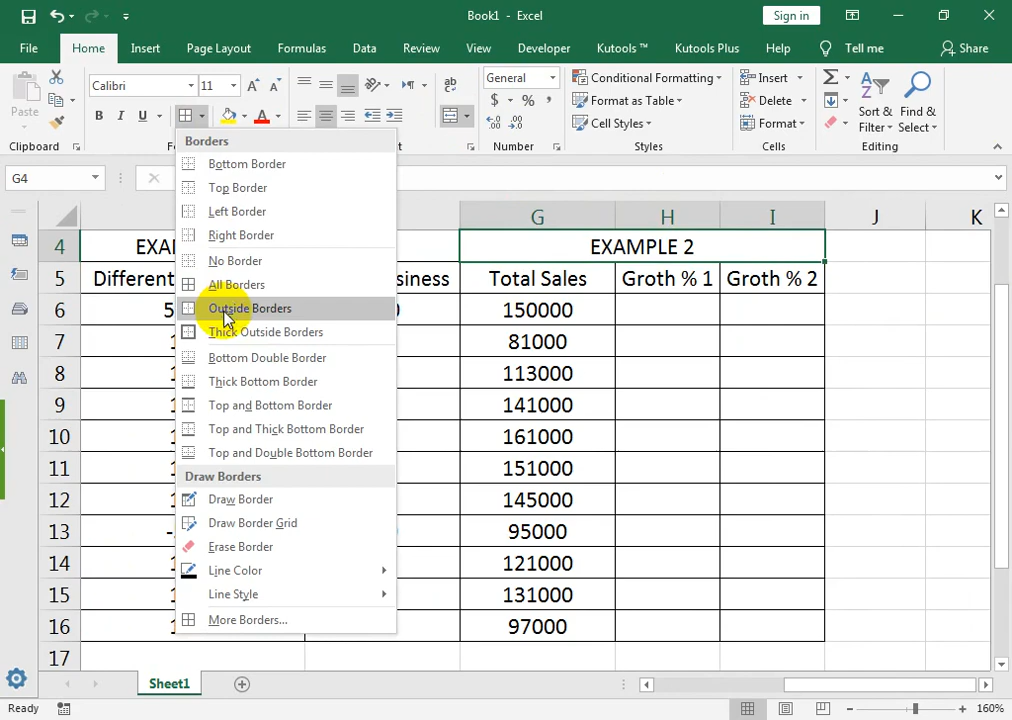 Book1 - Excel
Sign in
File Home Insert Page Layout Formulas Data Review View Developer Kutools ™ Kutools Plus Help Tell me Share
Paste
Calibri 11
B I U A
ab
General
$ % ,
Conditional Formatting
Format as Table
Cell Styles
Insert
Delete
Format
Sort & Filter
Find & Select
Clipboard Number Styles Cells Editing
G4
Borders
Bottom Border
Top Border
Left Border
Right Border
No Border
All Borders
Outside Borders
Thick Outside Borders
Bottom Double Border
Thick Bottom Border
Top and Bottom Border
Top and Thick Bottom Border
Top and Double Bottom Border
Draw Borders
Draw Border
Draw Border Grid
Erase Border
Line Color
Line Style
More Borders...
G H I J K
4 EXAMPLE 2
5 Different Total Sales Groth % 1 Groth % 2
6 150000
7 81000
8 113000
9 141000
10 161000
11 151000
12 145000
13 95000
14 121000
15 131000
16 97000
17
Sheet1
Ready 160%